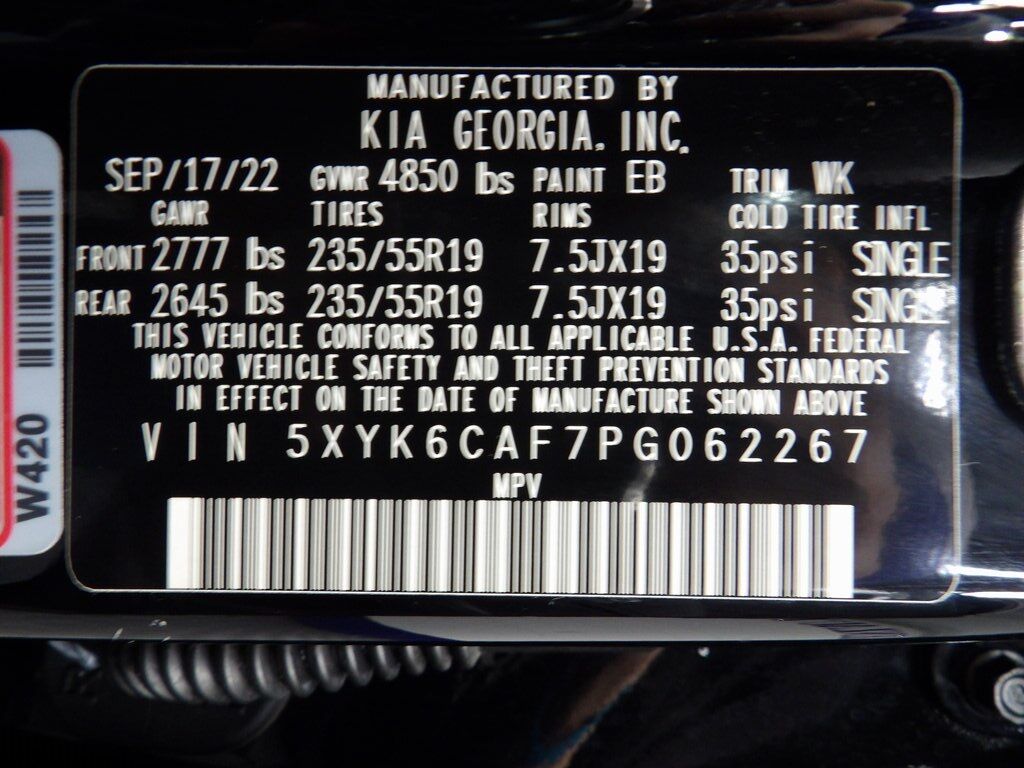 MANUFACTURED BY
KIA GEORGIA, INC.
SEP/17/22 GVWR 4850 lbs PAINT EB TRIM WK
GAWR TIRES RIMS COLD TIRE INFL
FRONT 2777 lbs 235/55R19 7.5JX19 35psi SINGLE
REAR 2645 lbs 235/55R19 7.5JX19 35psi SINGLE
THIS VEHICLE CONFORMS TO ALL APPLICABLE U.S.A. FEDERAL
MOTOR VEHICLE SAFETY AND THEFT PREVENTION STANDARDS
IN EFFECT ON THE DATE OF MANUFACTURE SHOWN ABOVE
VIN 5XYK6CAF7PG062267
MPV
W420